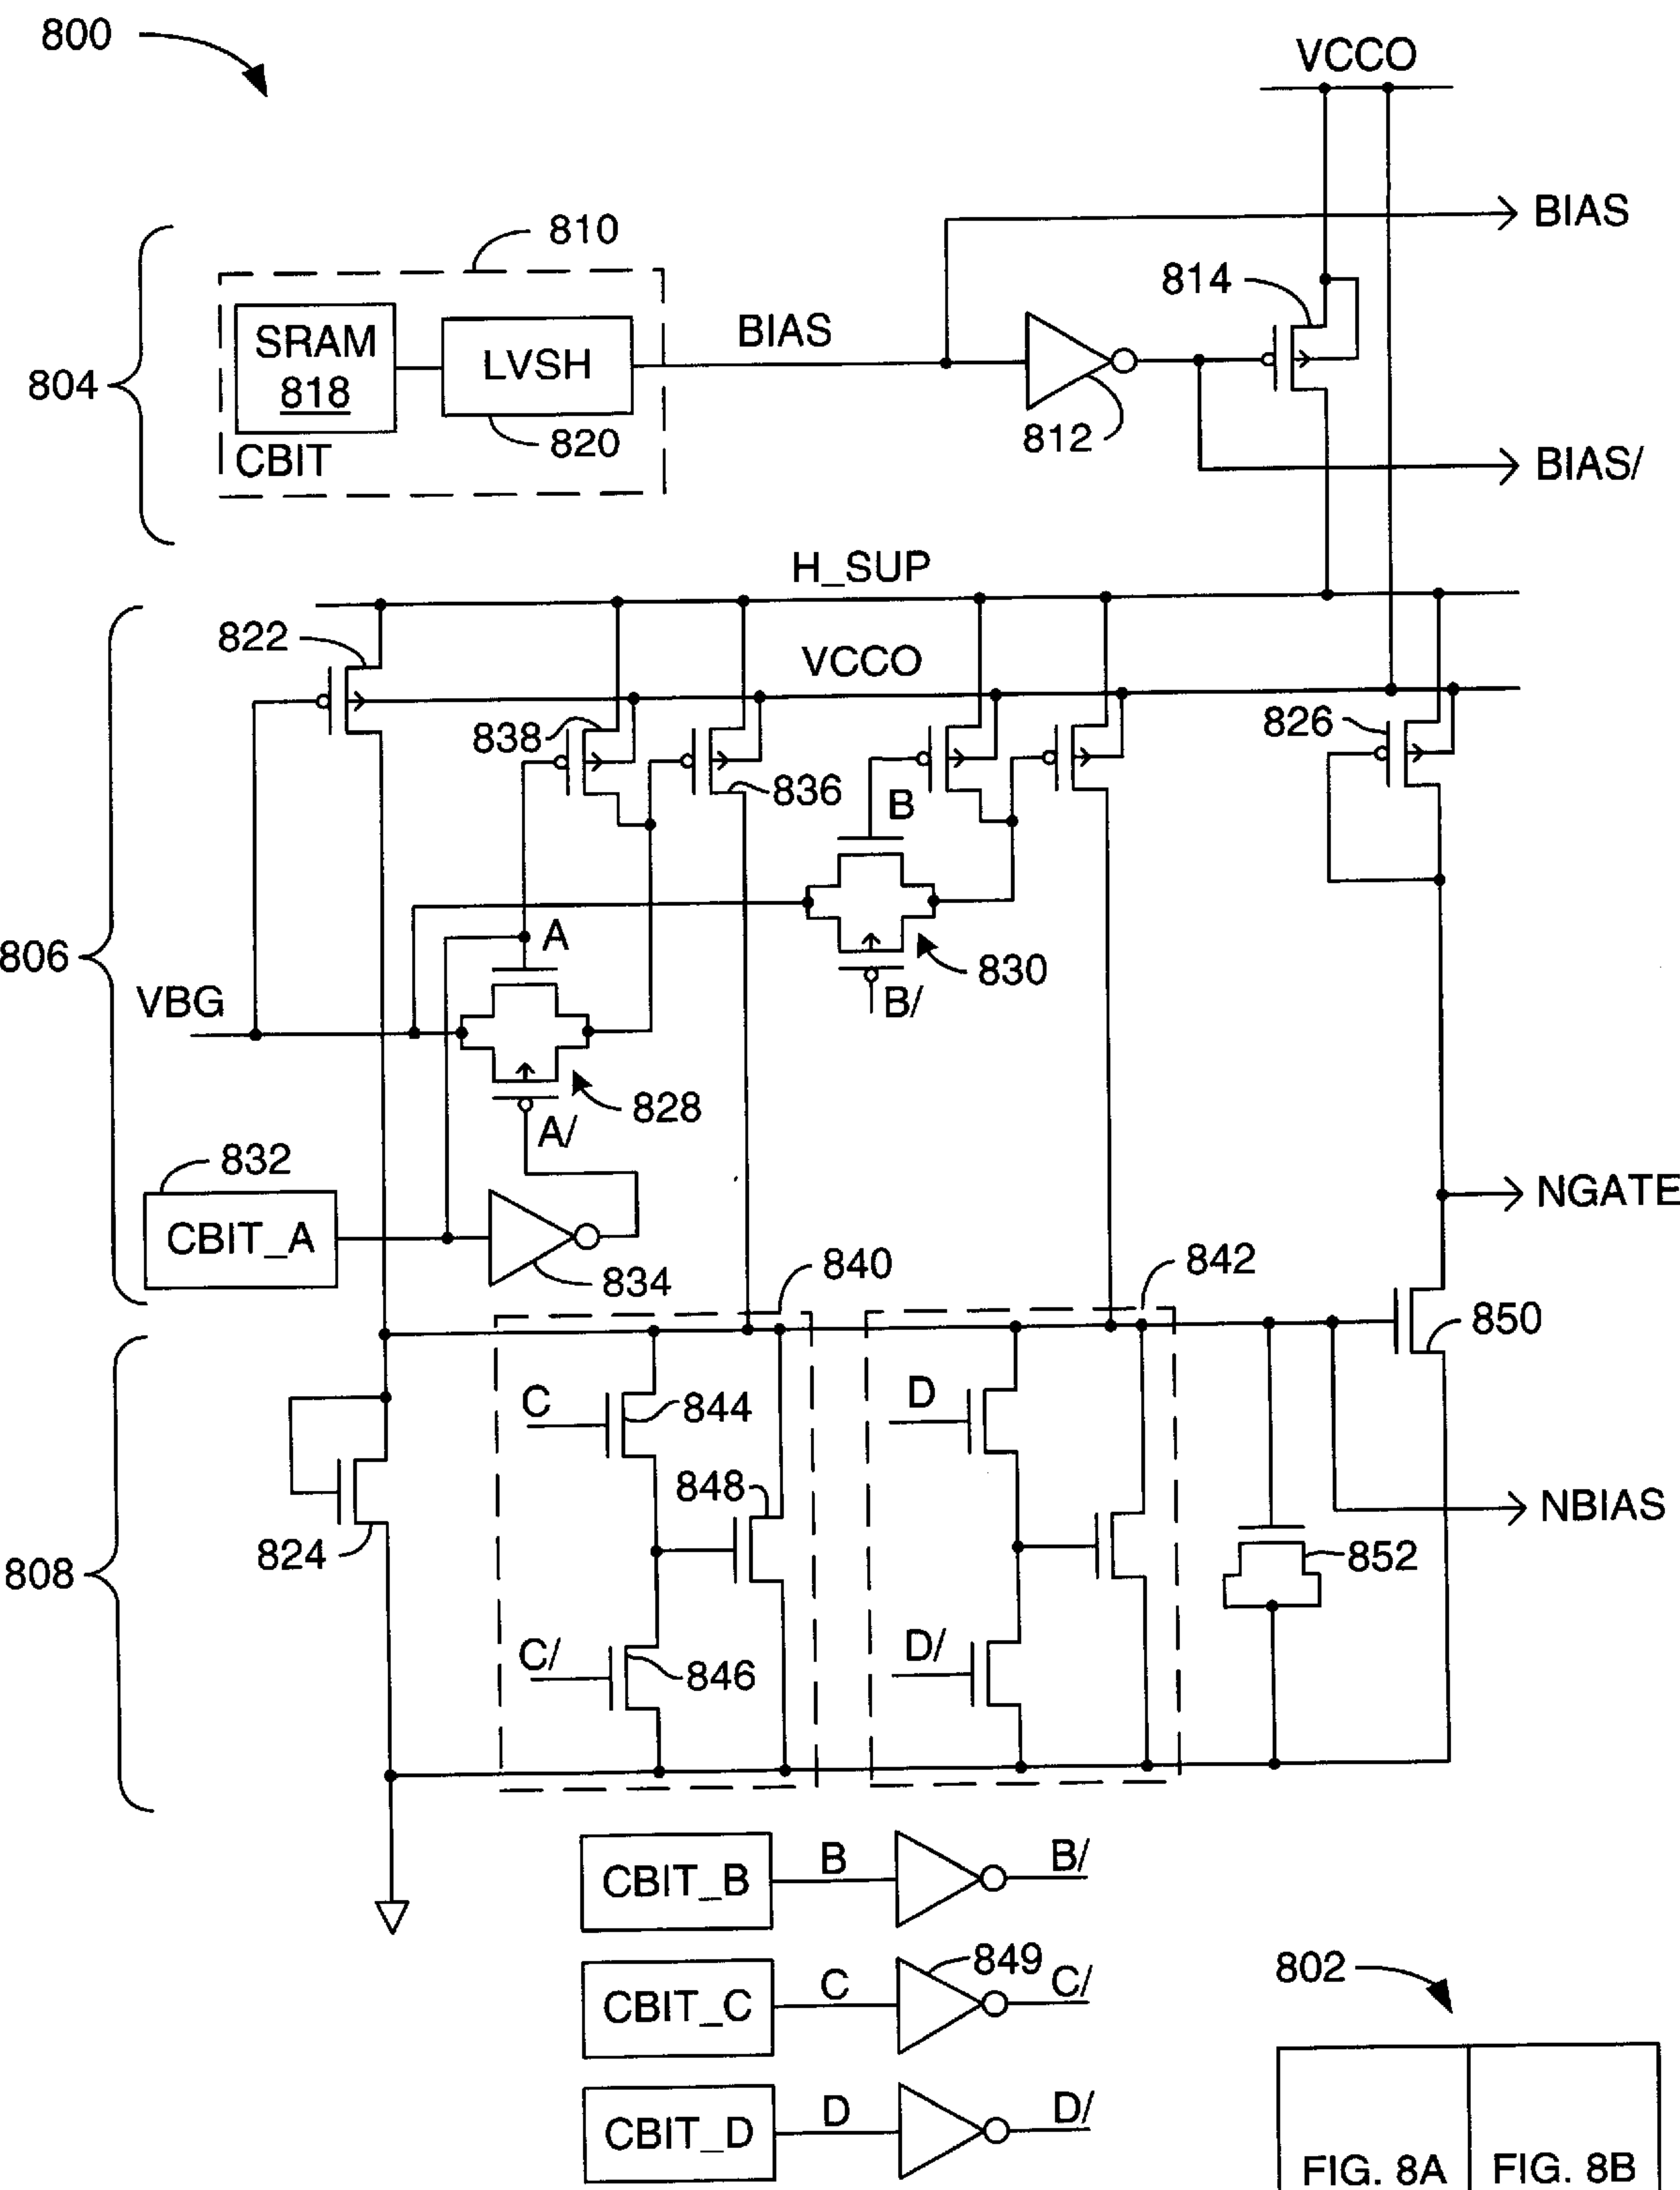 800
VCCO
BIAS
810
814
SRAM
818
LVSH
BIAS
804
812
820
CBIT
BIAS/
H_SUP
822
VCCO
826
838
836
B
806
A
830
VBG
B/
828
A/
832
NGATE
CBIT_A
834
840
842
850
C
844
D
848
NBIAS
824
852
808
C/
846
D/
CBIT_B
B
B/
849
802
CBIT_C
C
C/
CBIT_D
D
D/
FIG. 8A
FIG. 8B